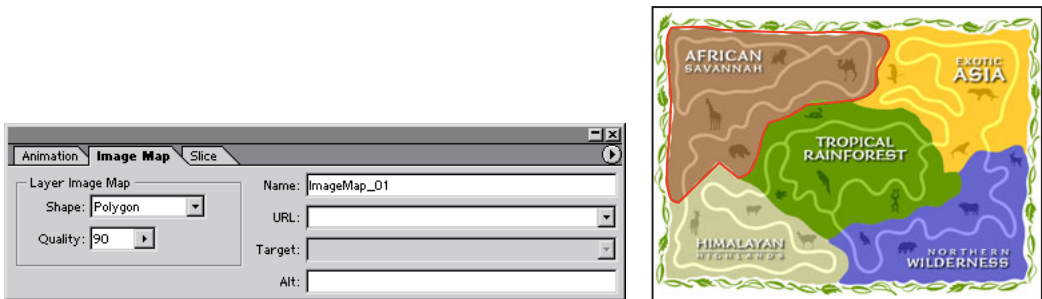 Animation Image Map Slice
Layer Image Map
Shape: Polygon
Quality: 90
Name: ImageMap_01
URL:
Target:
Alt:
AFRICAN
SAVANNAH
EXOTIC
ASIA
TROPICAL
RAINFOREST
HIMALAYAN
HIGHLANDS
NORTHERN
WILDERNESS